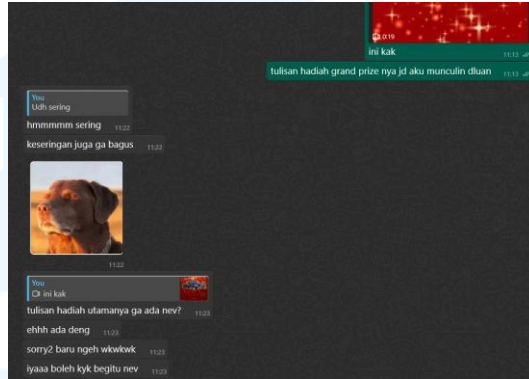 0:19
ini kak
11:13
tulisan hadiah grand prize nya jd aku munculin dluan
11:13
You
Udh sering
hmmmmm sering 11:22
keseringan juga ga bagus 11:22
11:22
You
ini kak
tulisan hadiah utamanya ga ada nev? 11:23
ehhh ada deng 11:23
sorry2 baru ngeh wkwkwk 11:23
iyaaa boleh kyk begitu nev 11:23